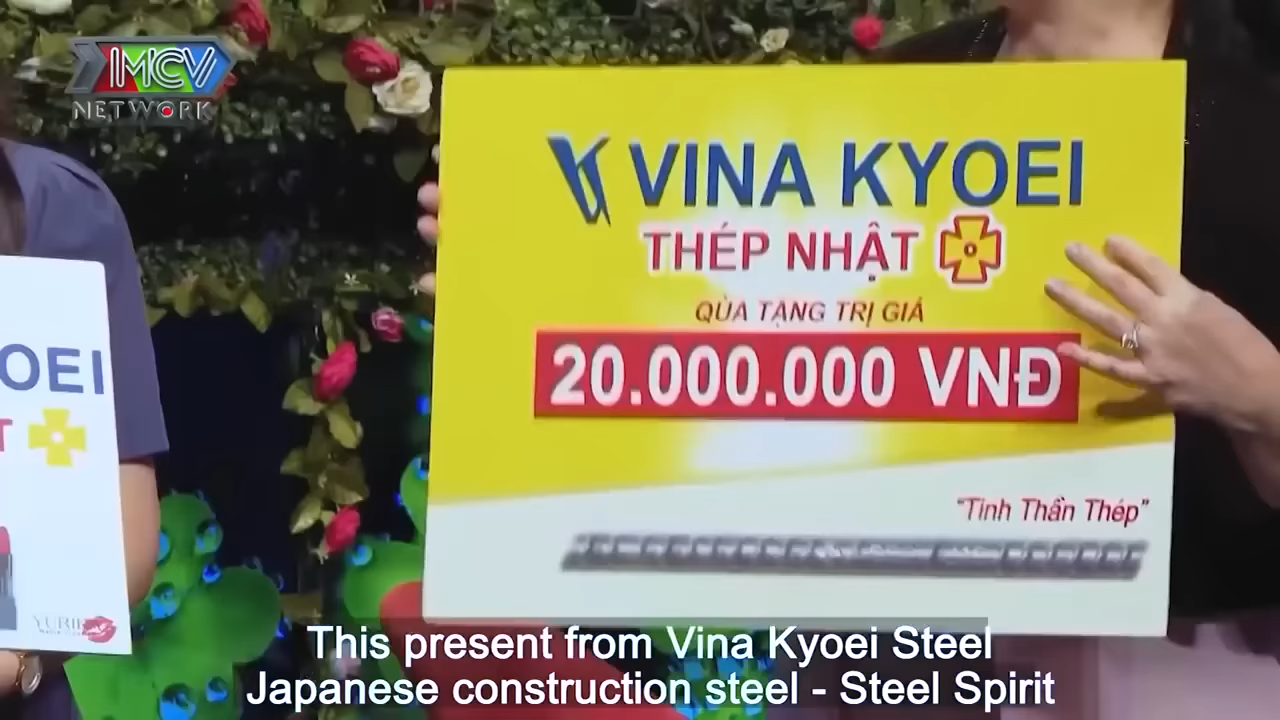 MCV
NETWORK
VINA KYOEI
THÉP NHẬT
QÙA TẶNG TRỊ GIÁ
20.000.000 VNĐ
"Tinh Thần Thép"
OEI
T
This present from Vina Kyoei Steel
Japanese construction steel - Steel Spirit